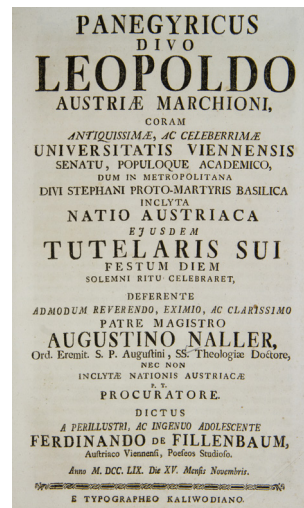 PANEGYRICUS
DIVO
LEOPOLDO
AUSTRIÆ MARCHIONI,
CORAM
ANTIQUISSIMÆ, AC CELEBERRIMÆ
UNIVERSITATIS VIENNENSIS
SENATU, POPULOQUE ACADEMICO,
DUM IN METROPOLITANA
DIVI STEPHANI PROTO-MARTYRIS BASILICA
INCLYTA
NATIO AUSTRIACA
EJUSDEM
TUTELARIS SUI
FESTUM DIEM
SOLEMNI RITU CELEBRARET,
DEFERENTE
ADMODUM REVERENDO, EXIMIO, AC CLARISSIMO
PATRE MAGISTRO
AUGUSTINO NALLER,
Ord. Eremit. S. P. Augustini, SS. Theologiæ Doctore,
NEC NON
INCLYTÆ NATIONIS AUSTRIACÆ
P. T.
PROCURATORE.
DICTUS
A PERILLUSTRI, AC INGENUO ADOLESCENTE
FERDINANDO DE FILLENBAUM,
Austriaco Viennensi, Poeseos Studioso.
Anno M. DCC. LIX. Die XV. Mensis Novembris.
E TYPOGRAPHEO KALIWODIANO.